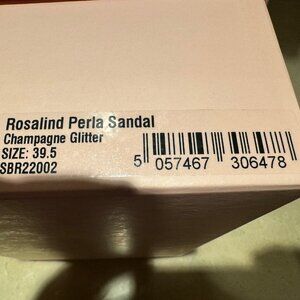 Rosalind Perla Sandal
Champagne Glitter
SIZE: 39.5
SBR22002
5 057467 306478